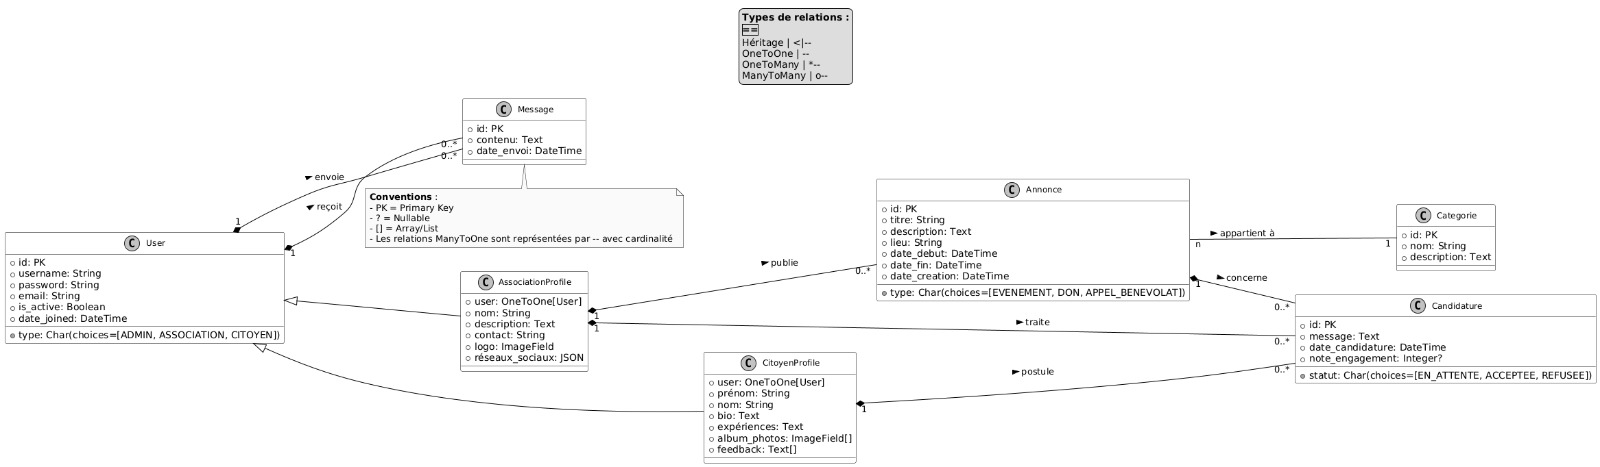 Types de relations :
==
Héritage | <|--
OneToOne | --
OneToMany | *--
ManyToMany | o--
C Message
id: PK
contenu: Text
date_envoi: DateTime
0..*
0..*
envoie
reçoit
1
1
Conventions :
- PK = Primary Key
- ? = Nullable
- [] = Array/List
- Les relations ManyToOne sont représentées par -- avec cardinalité
C User
id: PK
username: String
password: String
email: String
is_active: Boolean
date_joined: DateTime
type: Char(choices=[ADMIN, ASSOCIATION, CITOYEN])
C AssociationProfile
user: OneToOne[User]
nom: String
description: Text
contact: String
logo: ImageField
réseaux_sociaux: JSON
1
1
publie
0..*
traite
0..*
C CitoyenProfile
user: OneToOne[User]
prénom: String
nom: String
bio: Text
expériences: Text
album_photos: ImageField[]
feedback: Text[]
1
postule
0..*
C Annonce
id: PK
titre: String
description: Text
lieu: String
date_debut: DateTime
date_fin: DateTime
date_creation: DateTime
type: Char(choices=[EVENEMENT, DON, APPEL_BENEVOLAT])
n
appartient à
1
1
concerne
0..*
C Categorie
id: PK
nom: String
description: Text
C Candidature
id: PK
message: Text
date_candidature: DateTime
note_engagement: Integer?
statut: Char(choices=[EN_ATTENTE, ACCEPTEE, REFUSEE])